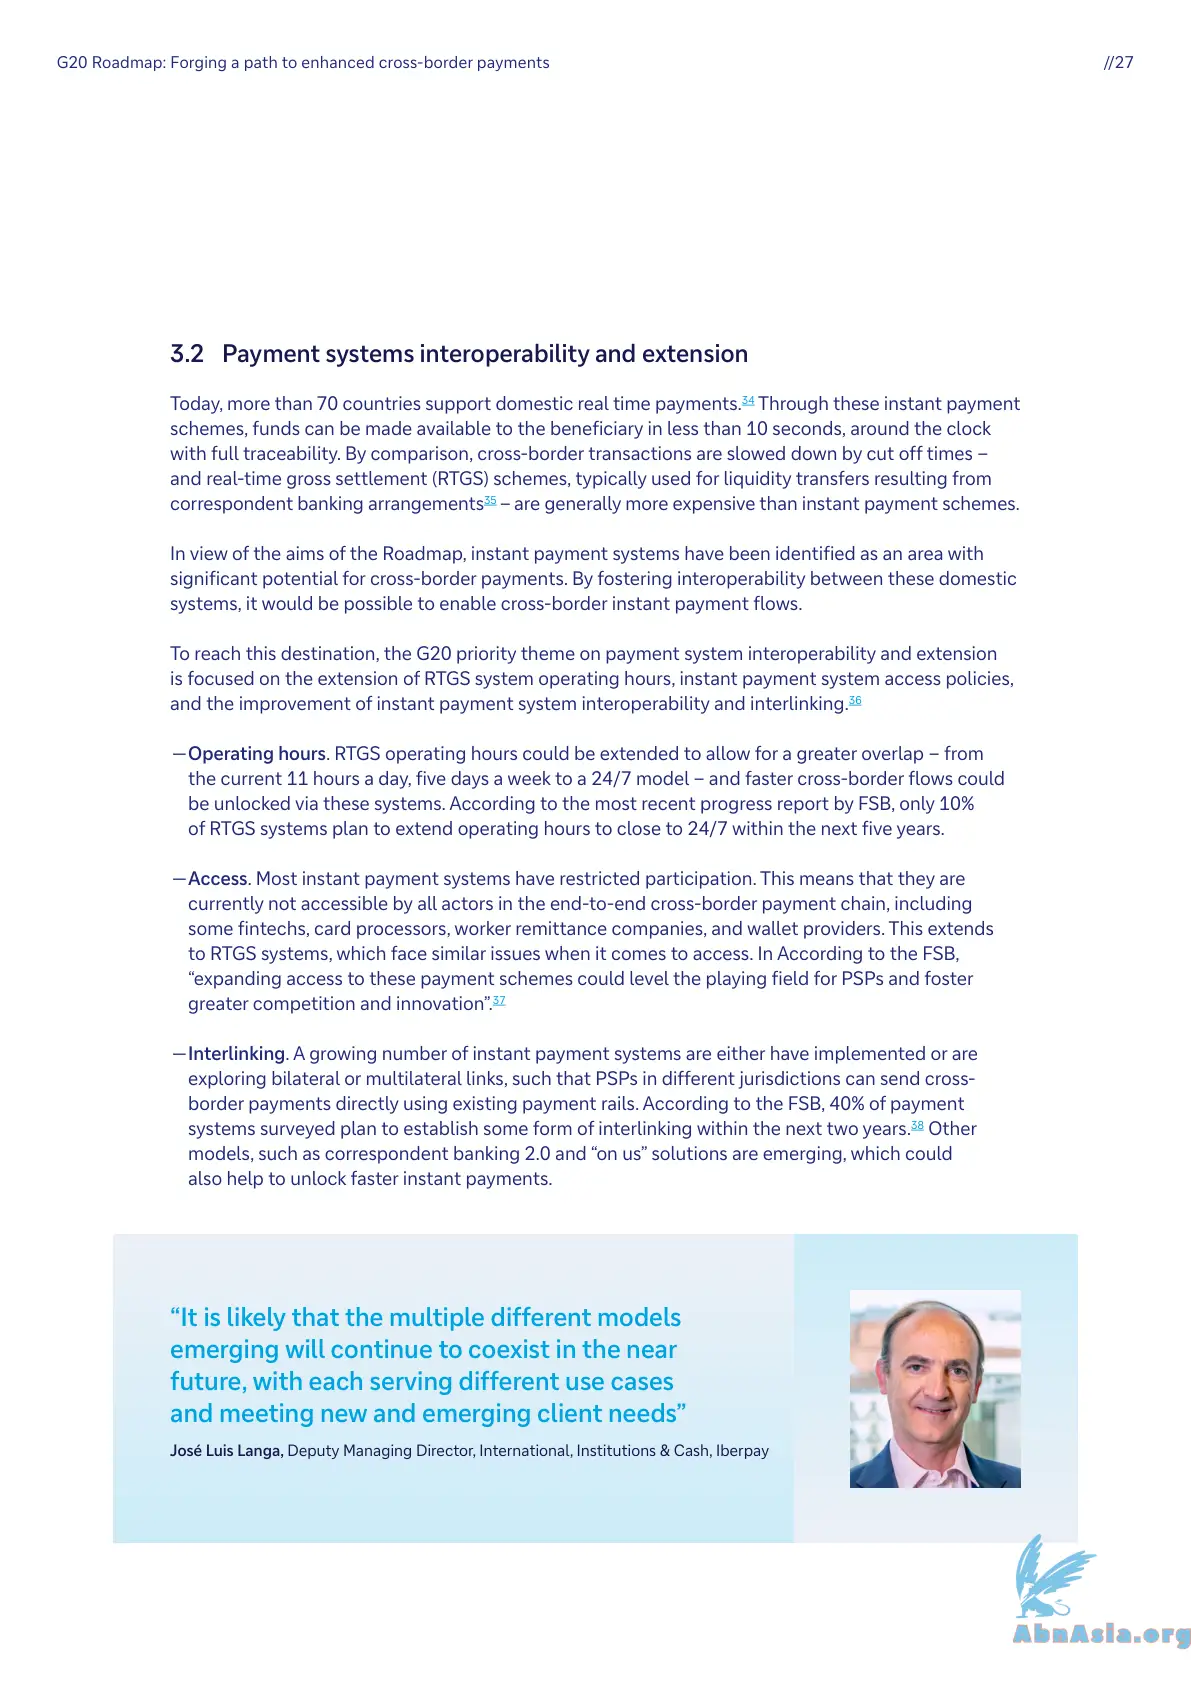 G20 Roadmap: Forging a path to enhanced cross-border payments
//27
3.2 Payment systems interoperability and extension
Today, more than 70 countries support domestic real time payments.34 Through these instant payment
schemes, funds can be made available to the beneficiary in less than 10 seconds, around the clock
with full traceability. By comparison, cross-border transactions are slowed down by cut off times –
and real-time gross settlement (RTGS) schemes, typically used for liquidity transfers resulting from
correspondent banking arrangements35 – are generally more expensive than instant payment schemes.
In view of the aims of the Roadmap, instant payment systems have been identified as an area with
significant potential for cross-border payments. By fostering interoperability between these domestic
systems, it would be possible to enable cross-border instant payment flows.
To reach this destination, the G20 priority theme on payment system interoperability and extension
is focused on the extension of RTGS system operating hours, instant payment system access policies,
and the improvement of instant payment system interoperability and interlinking.36
—Operating hours. RTGS operating hours could be extended to allow for a greater overlap – from
the current 11 hours a day, five days a week to a 24/7 model – and faster cross-border flows could
be unlocked via these systems. According to the most recent progress report by FSB, only 10%
of RTGS systems plan to extend operating hours to close to 24/7 within the next five years.
—Access. Most instant payment systems have restricted participation. This means that they are
currently not accessible by all actors in the end-to-end cross-border payment chain, including
some fintechs, card processors, worker remittance companies, and wallet providers. This extends
to RTGS systems, which face similar issues when it comes to access. In According to the FSB,
“expanding access to these payment schemes could level the playing field for PSPs and foster
greater competition and innovation”.37
—Interlinking. A growing number of instant payment systems are either have implemented or are
exploring bilateral or multilateral links, such that PSPs in different jurisdictions can send cross-
border payments directly using existing payment rails. According to the FSB, 40% of payment
systems surveyed plan to establish some form of interlinking within the next two years.38 Other
models, such as correspondent banking 2.0 and “on us” solutions are emerging, which could
also help to unlock faster instant payments.
“It is likely that the multiple different models
emerging will continue to coexist in the near
future, with each serving different use cases
and meeting new and emerging client needs”
José Luis Langa, Deputy Managing Director, International, Institutions & Cash, Iberpay
AbnAsia.org